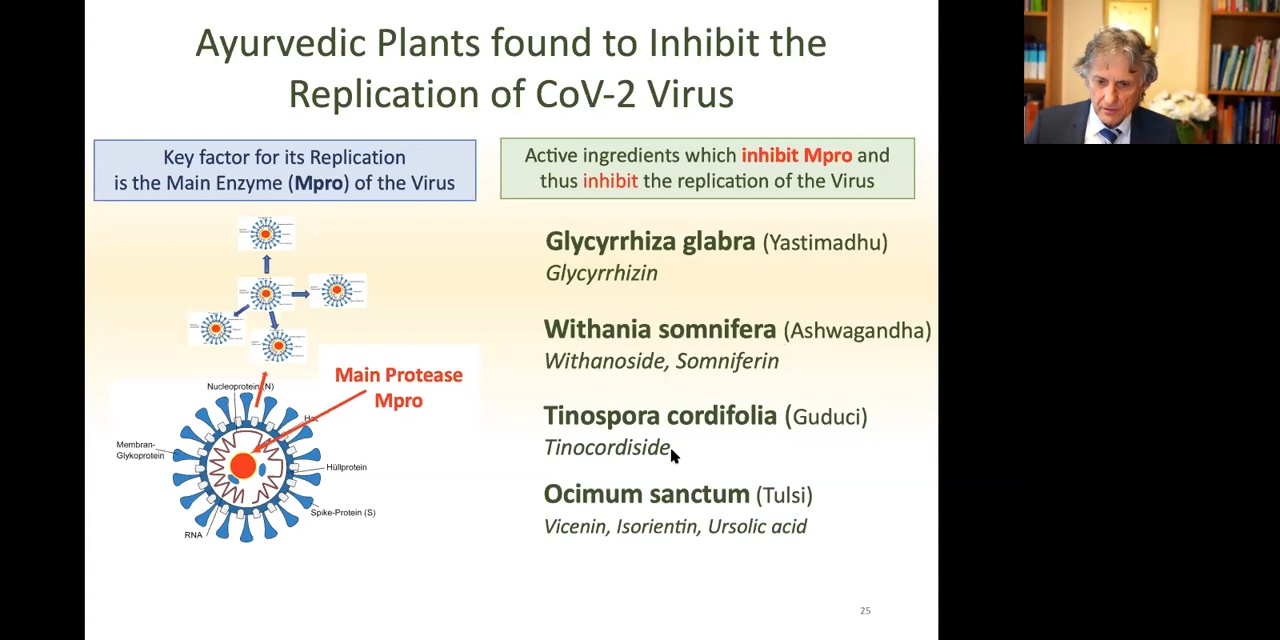 Ayurvedic Plants found to Inhibit the
Replication of CoV-2 Virus
Key factor for its Replication
is the Main Enzyme (Mpro) of the Virus
Main Protease
Mpro
Nucleoprotein (N)
Membran-
Glykoprotein
Hüllprotein
Spike-Protein (S)
RNA
Active ingredients which inhibit Mpro and
thus inhibit the replication of the Virus
Glycyrrhiza glabra (Yastimadhu)
Glycyrrhizin
Withania somnifera (Ashwagandha)
Withanoside, Somniferin
Tinospora cordifolia (Guduci)
Tinocordiside
Ocimum sanctum (Tulsi)
Vicenin, Isorientin, Ursolic acid
25